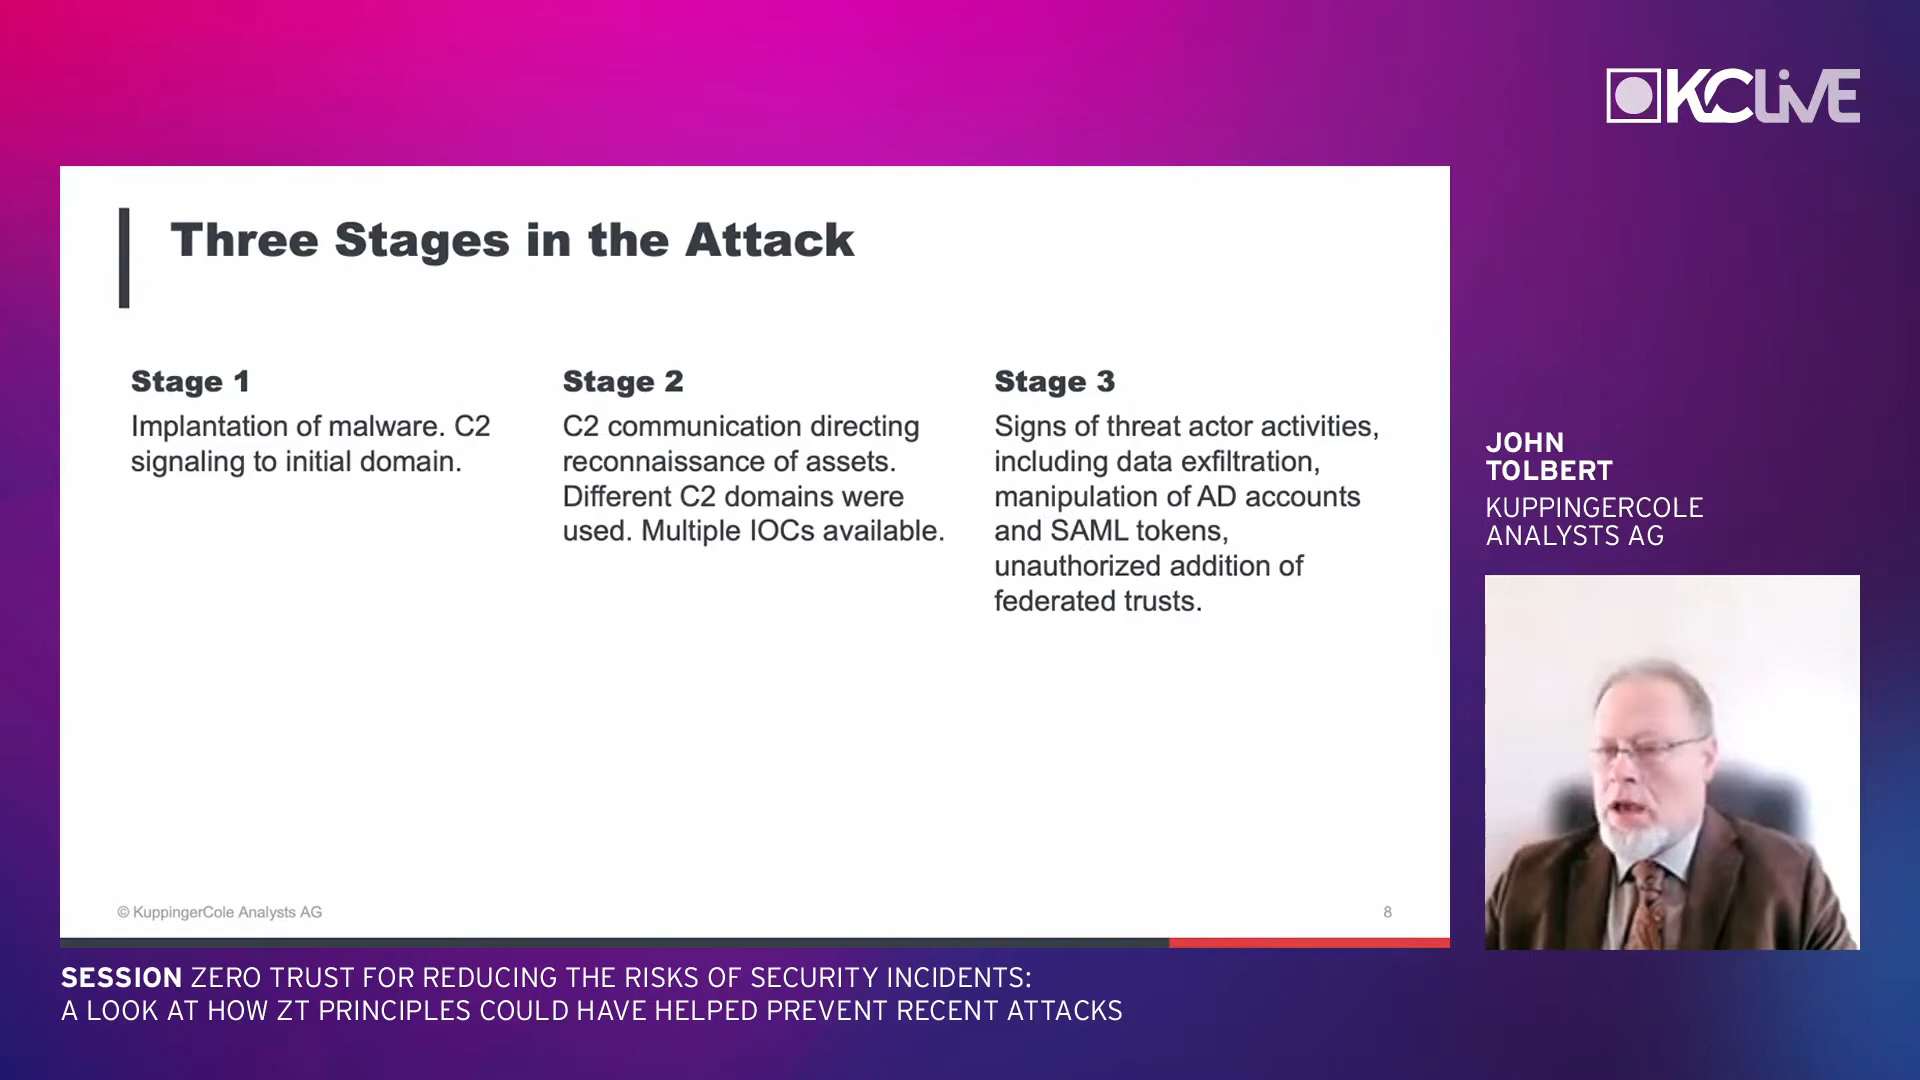 KCLIVE
Three Stages in the Attack
Stage 1
Implantation of malware. C2
signaling to initial domain.
Stage 2
C2 communication directing
reconnaissance of assets.
Different C2 domains were
used. Multiple IOCs available.
Stage 3
Signs of threat actor activities,
including data exfiltration,
manipulation of AD accounts
and SAML tokens,
unauthorized addition of
federated trusts.
© KuppingerCole Analysts AG
8
JOHN
TOLBERT
KUPPINGERCOLE
ANALYSTS AG
SESSION ZERO TRUST FOR REDUCING THE RISKS OF SECURITY INCIDENTS:
A LOOK AT HOW ZT PRINCIPLES COULD HAVE HELPED PREVENT RECENT ATTACKS